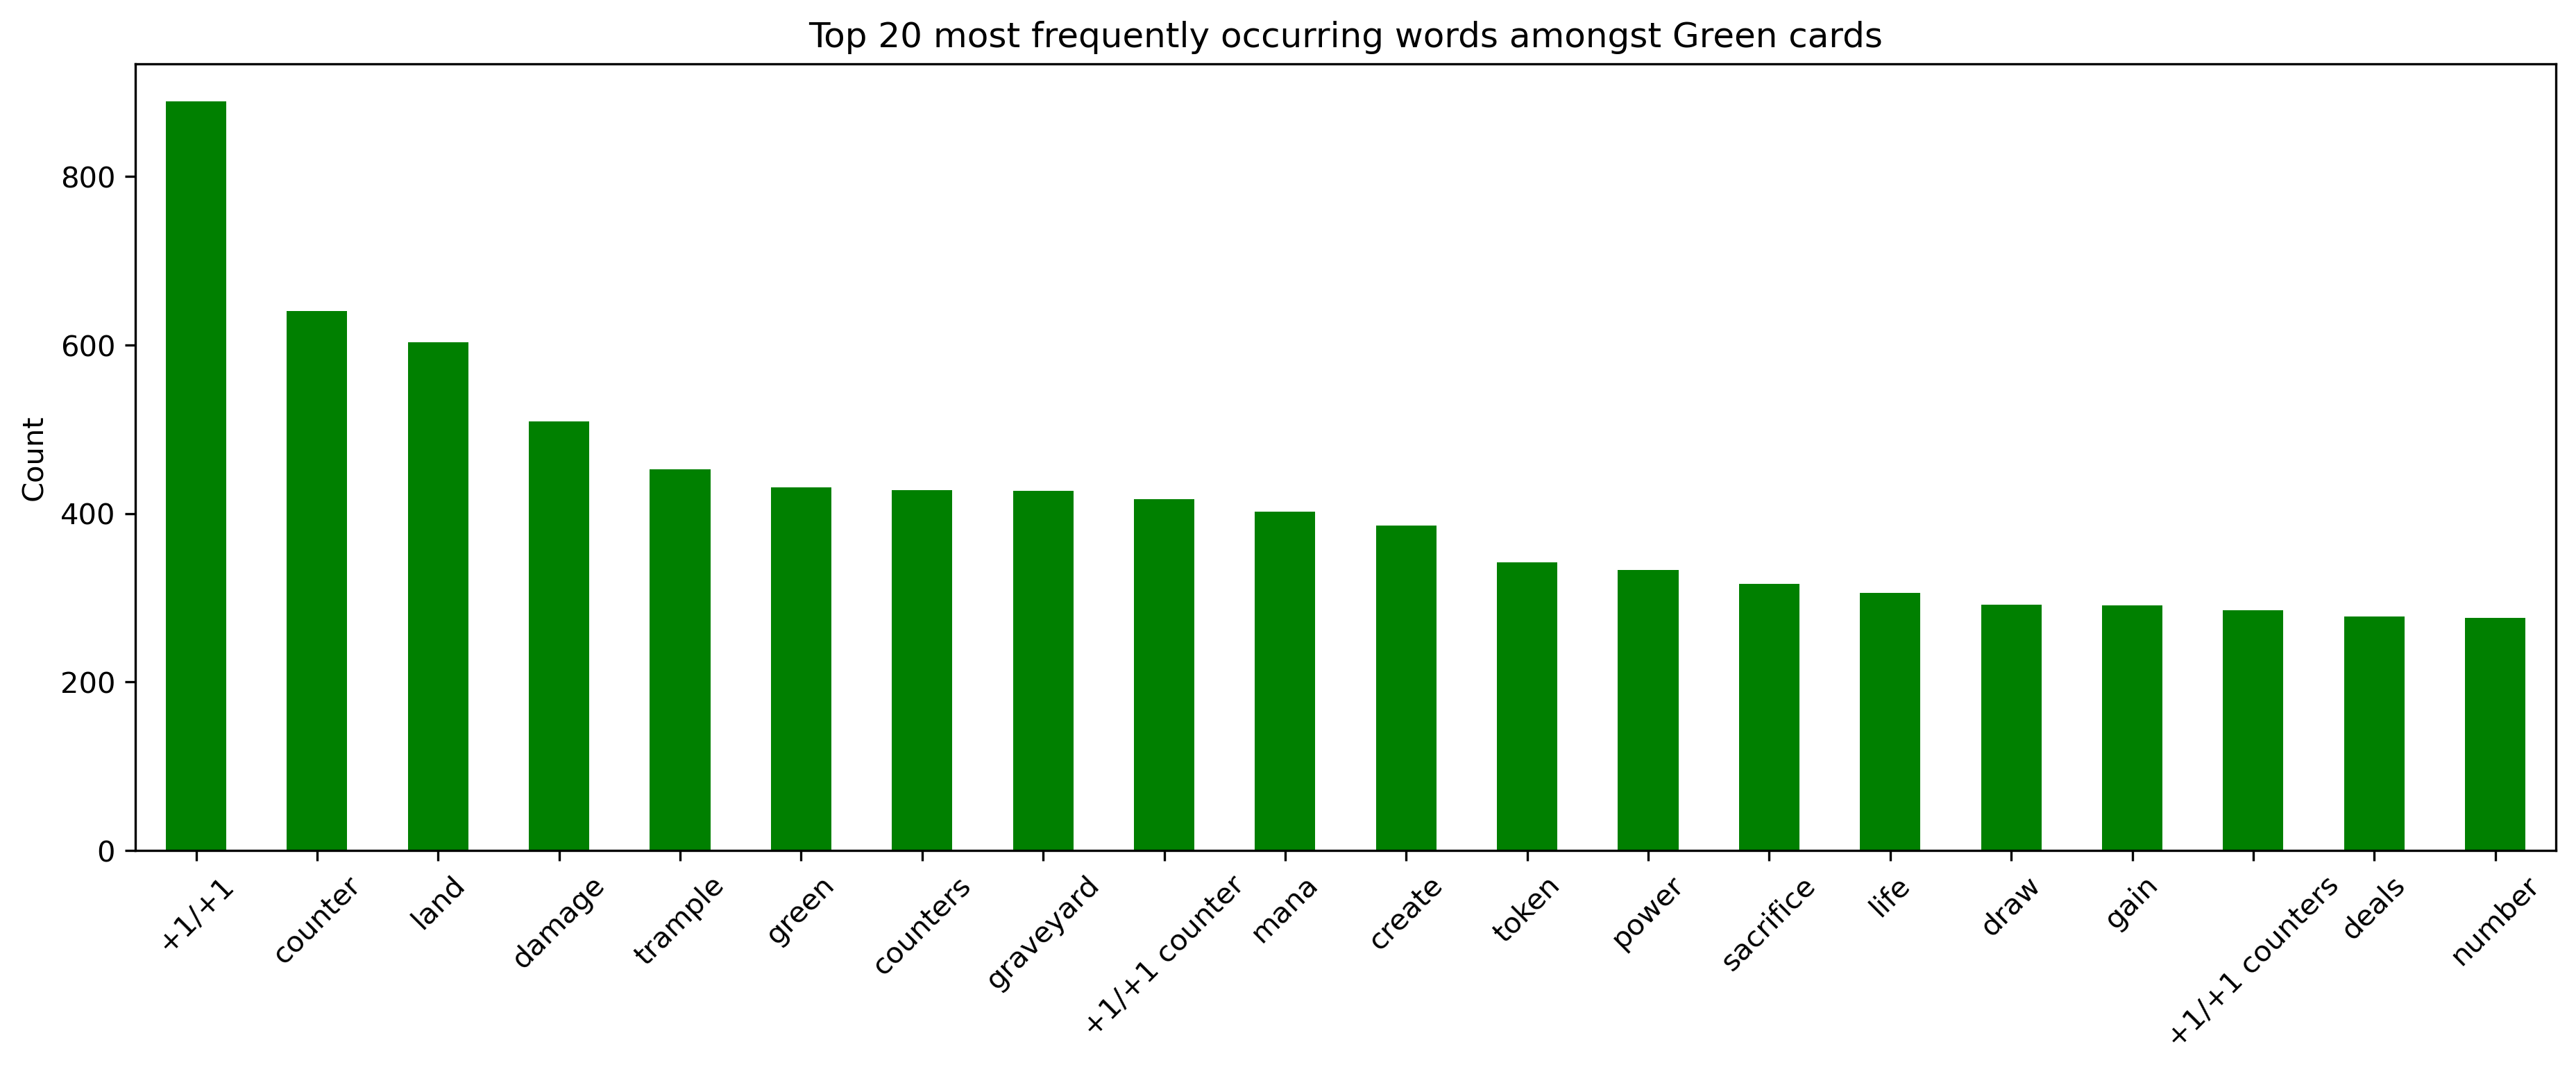 Top 20 most frequently occurring words amongst Green cards
Count
800
600
400
200
0
+1/+1
counter
land
damage
trample
green
counters
graveyard
+1/+1 counter
mana
create
token
power
sacrifice
life
draw
gain
+1/+1 counters
deals
number